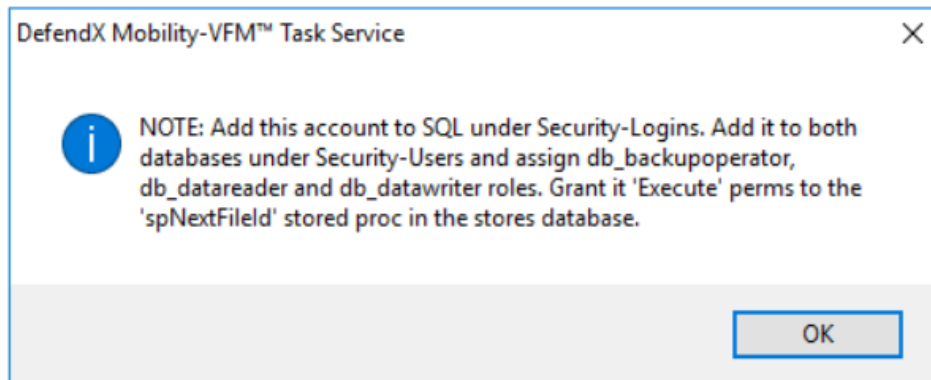 DefendX Mobility-VFM™ Task Service
NOTE: Add this account to SQL under Security-Logins. Add it to both
databases under Security-Users and assign db_backupoperator,
db_datareader and db_datawriter roles. Grant it 'Execute' perms to the
'spNextFileId' stored proc in the stores database.
OK